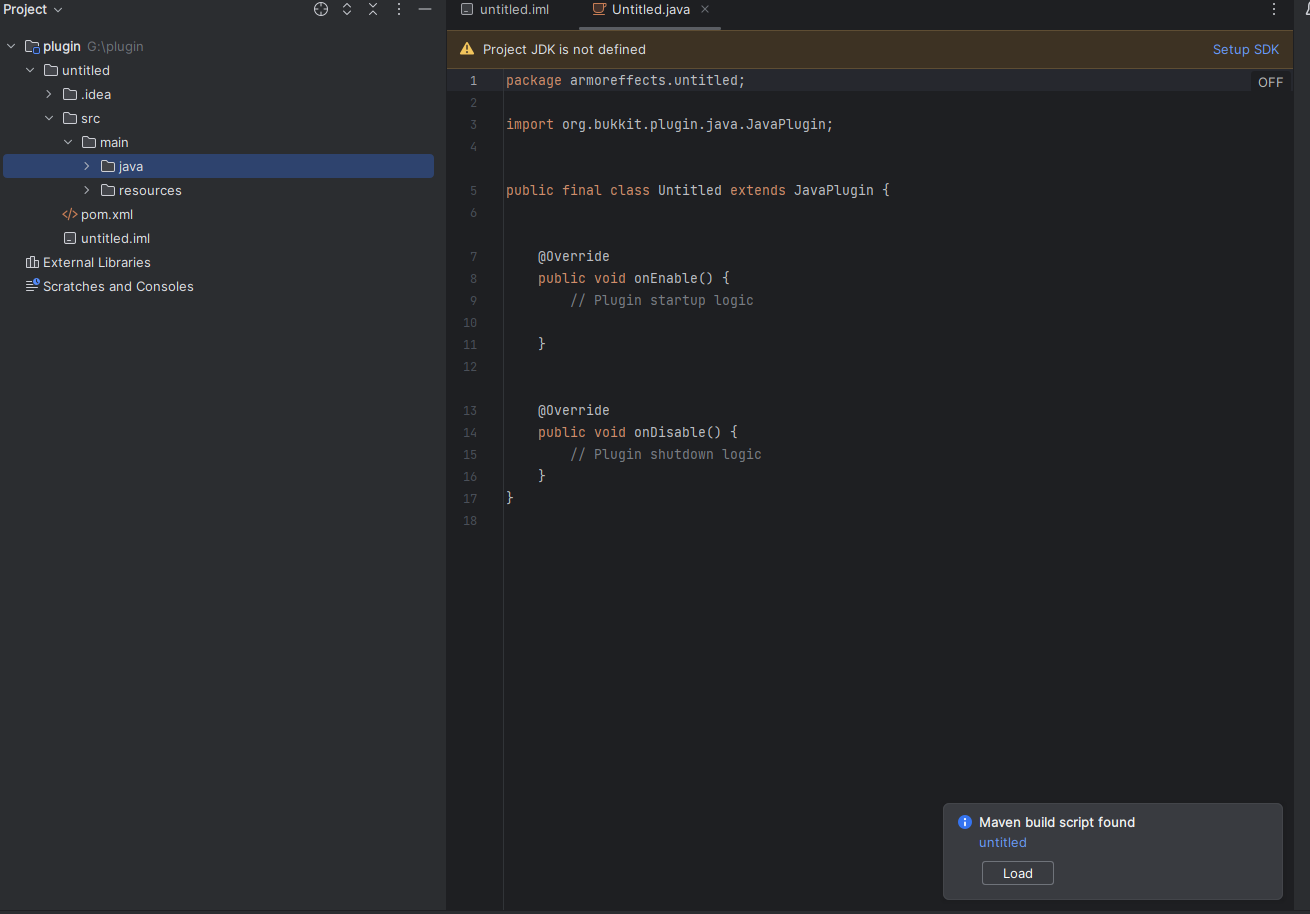 Project
plugin G:\plugin
untitled
.idea
src
main
java
resources
</> pom.xml
untitled.iml
External Libraries
Scratches and Consoles
untitled.iml
Untitled.java
Project JDK is not defined
Setup SDK
OFF
1 package armoreffects.untitled;
2
3 import org.bukkit.plugin.java.JavaPlugin;
4
5 public final class Untitled extends JavaPlugin {
6
7 @Override
8 public void onEnable() {
9 // Plugin startup logic
10
11 }
12
13 @Override
14 public void onDisable() {
15 // Plugin shutdown logic
16 }
17 }
18
Maven build script found
untitled
Load